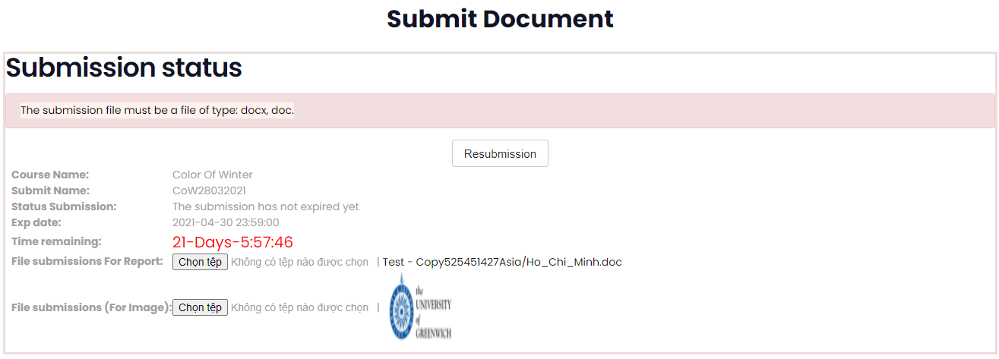 Submit Document
Submission status
The submission file must be a file of type: docx, doc.
Resubmission
Course Name: Color Of Winter
Submit Name: CoW28032021
Status Submission: The submission has not expired yet
Exp date: 2021-04-30 23:59:00
Time remaining: 21-Days-5:57:46
File submissions For Report: Chọn tệp Không có tệp nào được chọn | Test - Copy525451427Asia/Ho_Chi_Minh.doc
File submissions (For Image): Chọn tệp Không có tệp nào được chọn |
the
UNIVERSITY
of
GREENWICH